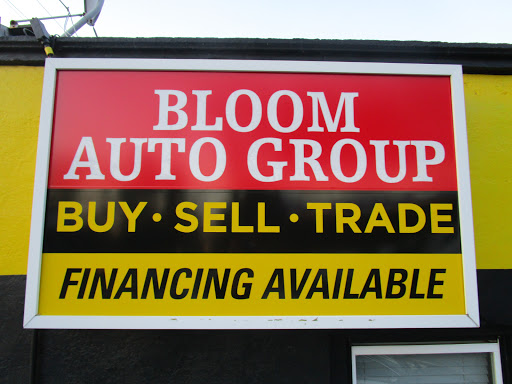 BLOOM
AUTO GROUP
BUY · SELL · TRADE
FINANCING AVAILABLE